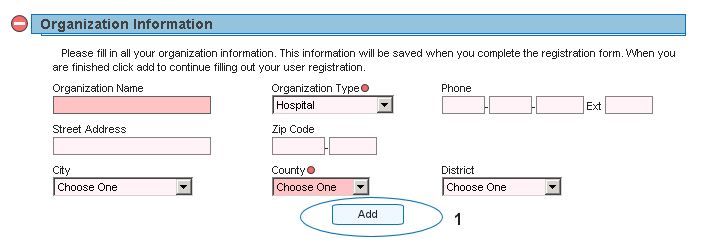 Organization Information
Please fill in all your organization information. This information will be saved when you complete the registration form. When you
are finished click add to continue filling out your user registration.
Organization Name Organization Type Phone
Hospital - - Ext
Street Address Zip Code
-
City County District
Choose One Choose One Choose One
Add 1